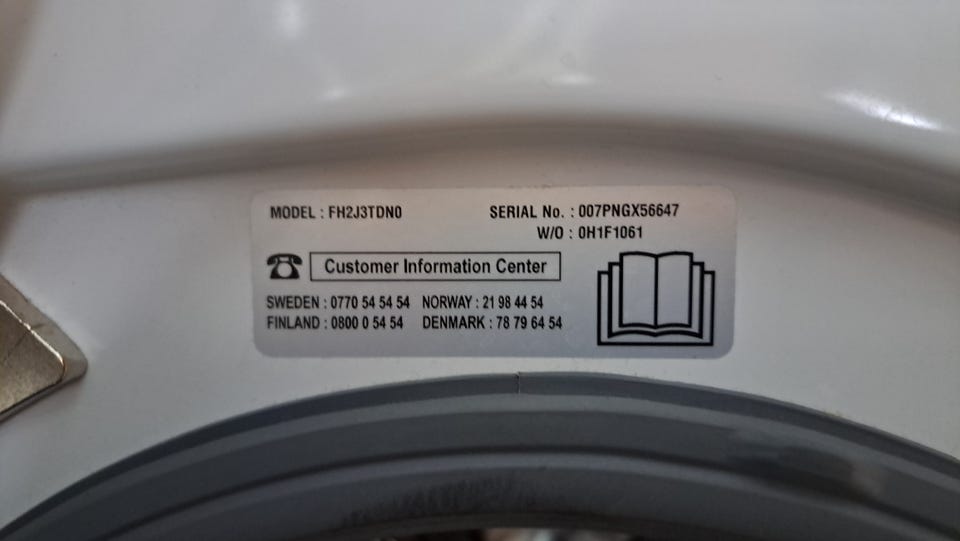 MODEL : FH2J3TDN0 SERIAL No. : 007PNGX56647
W/O : 0H1F1061
Customer Information Center
SWEDEN : 0770 54 54 54 NORWAY : 21 98 44 54
FINLAND : 0800 0 54 54 DENMARK : 78 79 64 54